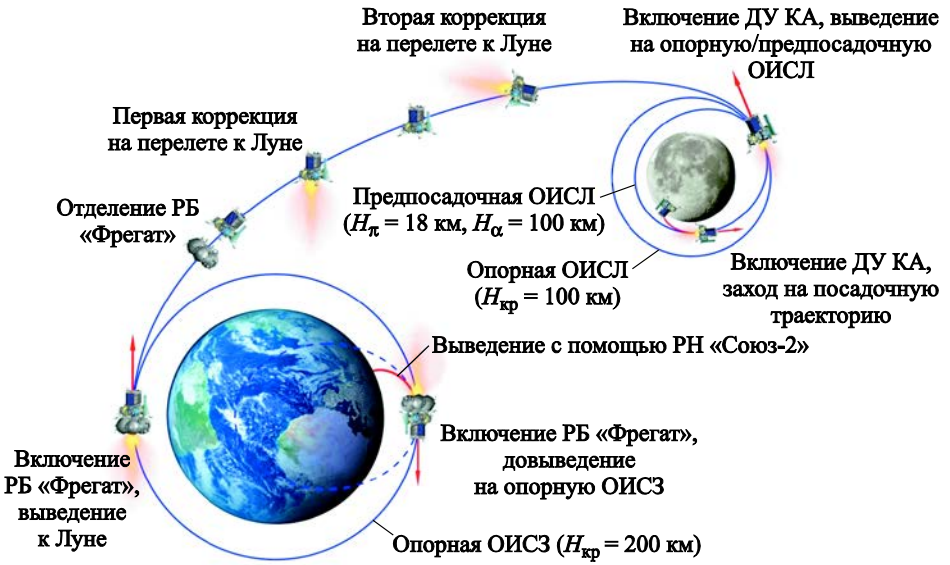 Вторая коррекция
на перелете к Луне
Включение ДУ КА, выведение
на опорную/предпосадочную
ОИСЛ
Первая коррекция
на перелете к Луне
Отделение РБ
«Фрегат»
Предпосадочная ОИСЛ
(Hπ = 18 км, Hα = 100 км)
Опорная ОИСЛ
(Hкр = 100 км)
Включение ДУ КА,
заход на посадочную
траекторию
Выведение с помощью РН «Союз-2»
Включение РБ «Фрегат»,
довыведение
на опорную ОИСЗ
Включение
РБ «Фрегат»,
выведение
к Луне
Опорная ОИСЗ (Hкр = 200 км)